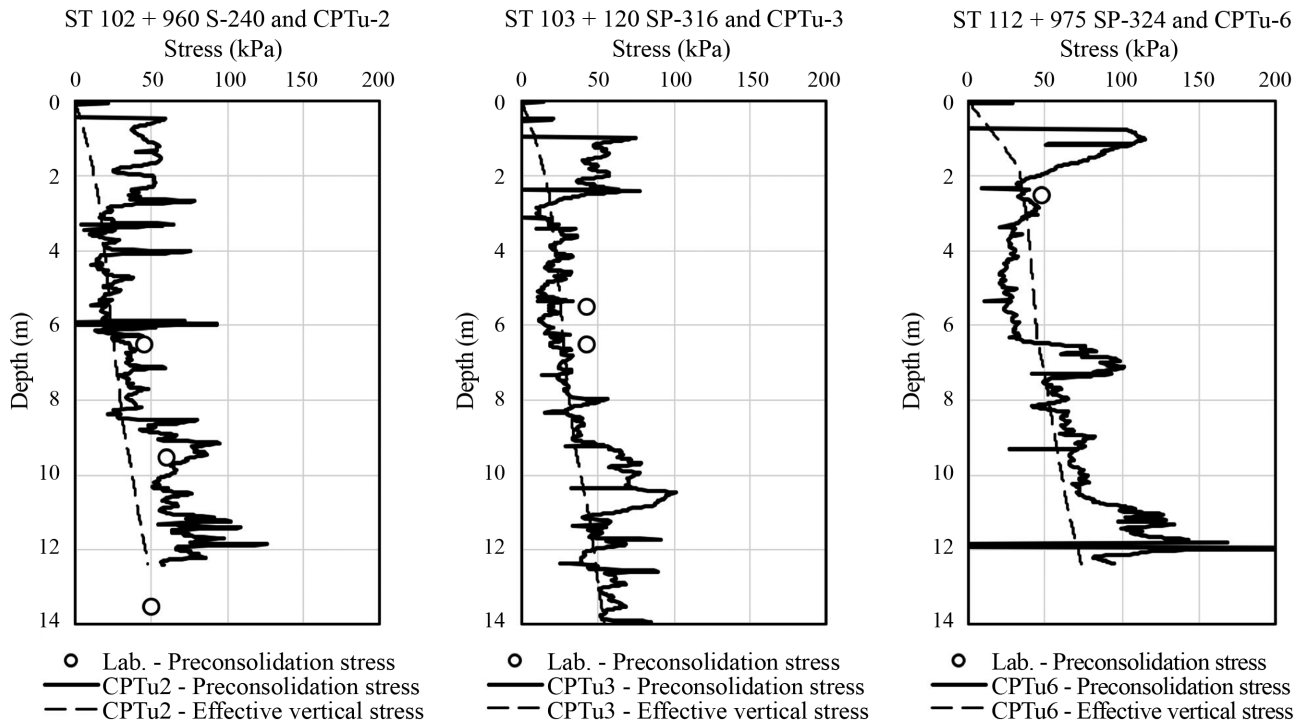 ST 102 + 960 S-240 and CPTu-2
Stress (kPa)
0 50 100 150 200
0
2
4
6
8
10
12
14
Depth (m)
Lab. - Preconsolidation stress
CPTu2 - Preconsolidation stress
CPTu2 - Effective vertical stress
ST 103 + 120 SP-316 and CPTu-3
Stress (kPa)
0 50 100 150 200
0
2
4
6
8
10
12
14
Depth (m)
Lab. - Preconsolidation stress
CPTu3 - Preconsolidation stress
CPTu3 - Effective vertical stress
ST 112 + 975 SP-324 and CPTu-6
Stress (kPa)
0 50 100 150 200
0
2
4
6
8
10
12
14
Depth (m)
Lab. - Preconsolidation stress
CPTu6 - Preconsolidation stress
CPTu6 - Effective vertical stress